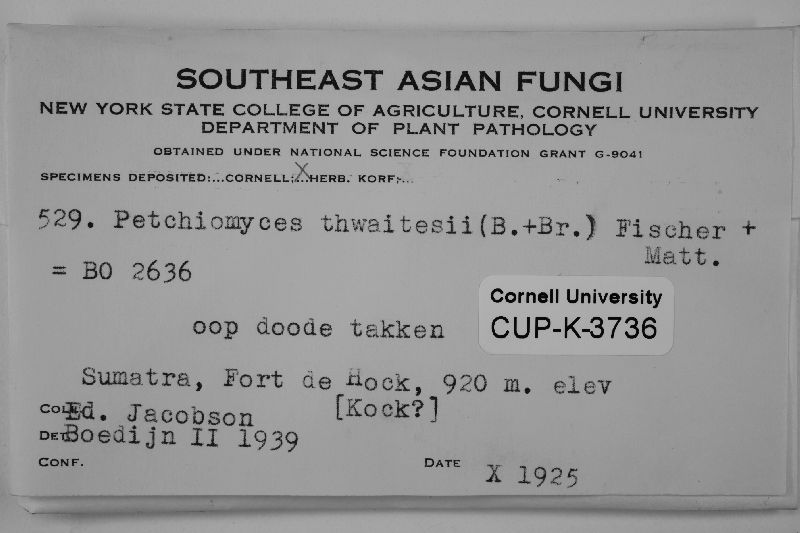 SOUTHEAST ASIAN FUNGI
NEW YORK STATE COLLEGE OF AGRICULTURE, CORNELL UNIVERSITY
DEPARTMENT OF PLANT PATHOLOGY
OBTAINED UNDER NATIONAL SCIENCE FOUNDATION GRANT G-9041
SPECIMENS DEPOSITED:...CORNELL:.X.HERB. KORF:...
529. Petchiomyces thwaitesii(B.+Br.) Fischer +
Matt.
= BO 2636
Cornell University
CUP-K-3736
oop doode takken
Sumatra, Fort de Hock, 920 m. elev
[Kock?]
COLL. Ed. Jacobson
DET. Boedijn II 1939
CONF.
DATE X 1925